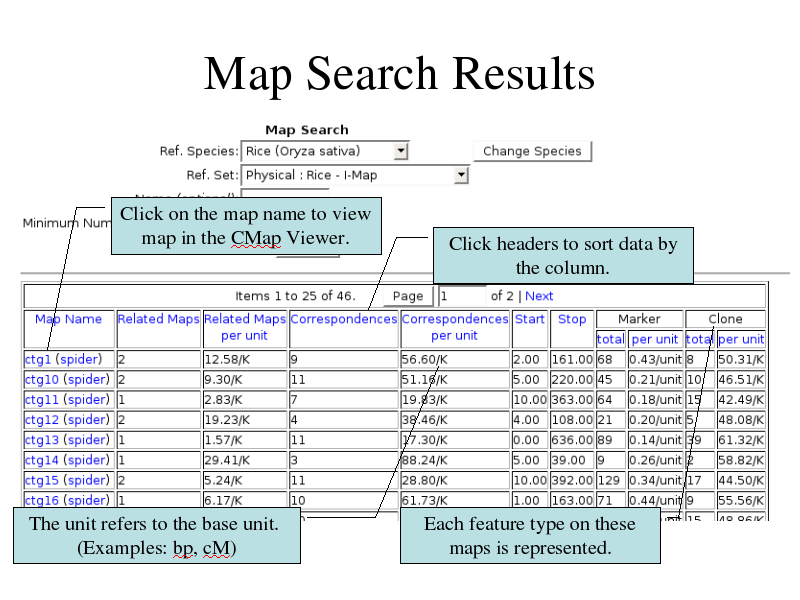 Map Search Results
Map Search
Ref. Species: Rice (Oryza sativa) Change Species
Ref. Set: Physical : Rice - I-Map
Minimum Num
Click on the map name to view
map in the CMap Viewer.
Click headers to sort data by
the column.
Items 1 to 25 of 46. Page 1 of 2 | Next
Map Name Related Maps Related Maps per unit Correspondences Correspondences per unit Start Stop Marker Clone
total per unit total per unit
ctg1 (spider) 2 12.58/K 9 56.60/K 2.00 161.00 68 0.43/unit 8 50.31/K
ctg10 (spider) 2 9.30/K 11 51.16/K 5.00 220.00 45 0.21/unit 10 46.51/K
ctg11 (spider) 1 2.83/K 7 19.83/K 10.00 363.00 64 0.18/unit 15 42.49/K
ctg12 (spider) 2 19.23/K 4 38.46/K 4.00 108.00 21 0.20/unit 5 48.08/K
ctg13 (spider) 1 1.57/K 11 17.30/K 0.00 636.00 89 0.14/unit 39 61.32/K
ctg14 (spider) 1 29.41/K 3 88.24/K 5.00 39.00 9 0.26/unit 2 58.82/K
ctg15 (spider) 2 5.24/K 11 28.80/K 10.00 392.00 129 0.34/unit 17 44.50/K
ctg16 (spider) 1 6.17/K 10 61.73/K 1.00 163.00 71 0.44/unit 9 55.56/K
The unit refers to the base unit.
(Examples: bp, cM)
Each feature type on these
maps is represented.